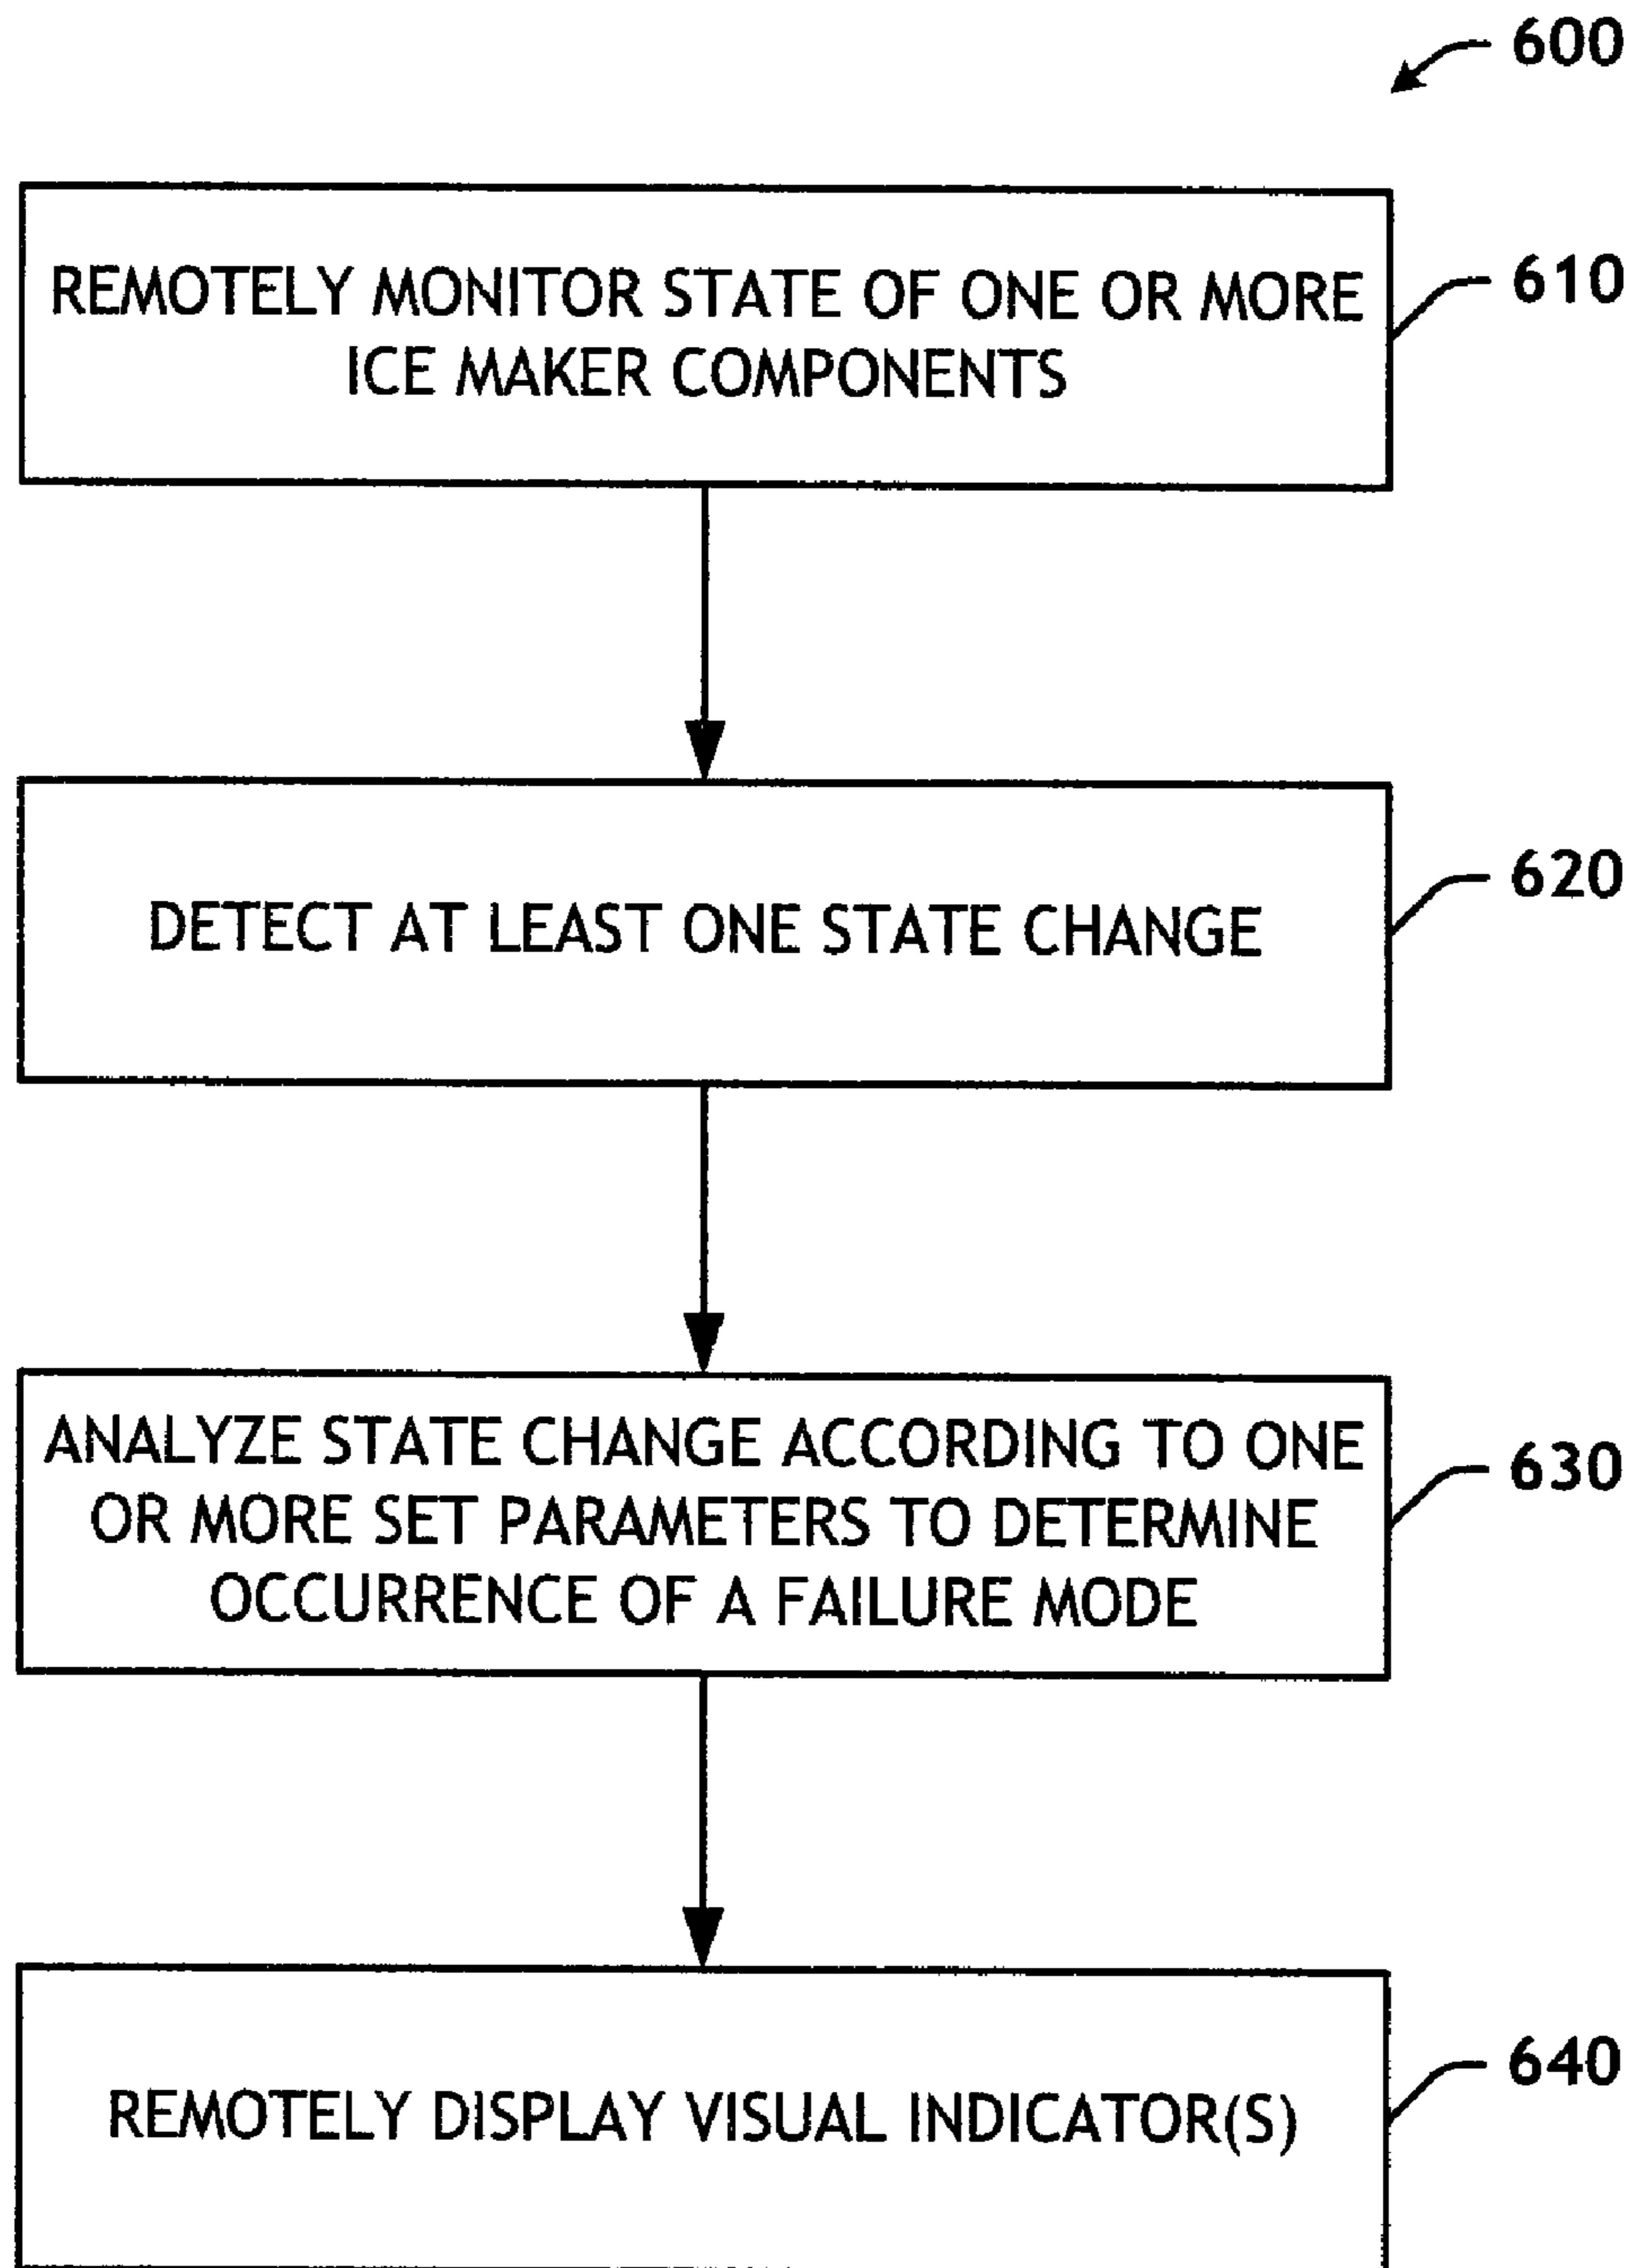 600
REMOTELY MONITOR STATE OF ONE OR MORE
ICE MAKER COMPONENTS
610
DETECT AT LEAST ONE STATE CHANGE
620
ANALYZE STATE CHANGE ACCORDING TO ONE
OR MORE SET PARAMETERS TO DETERMINE
OCCURRENCE OF A FAILURE MODE
630
REMOTELY DISPLAY VISUAL INDICATOR(S)
640